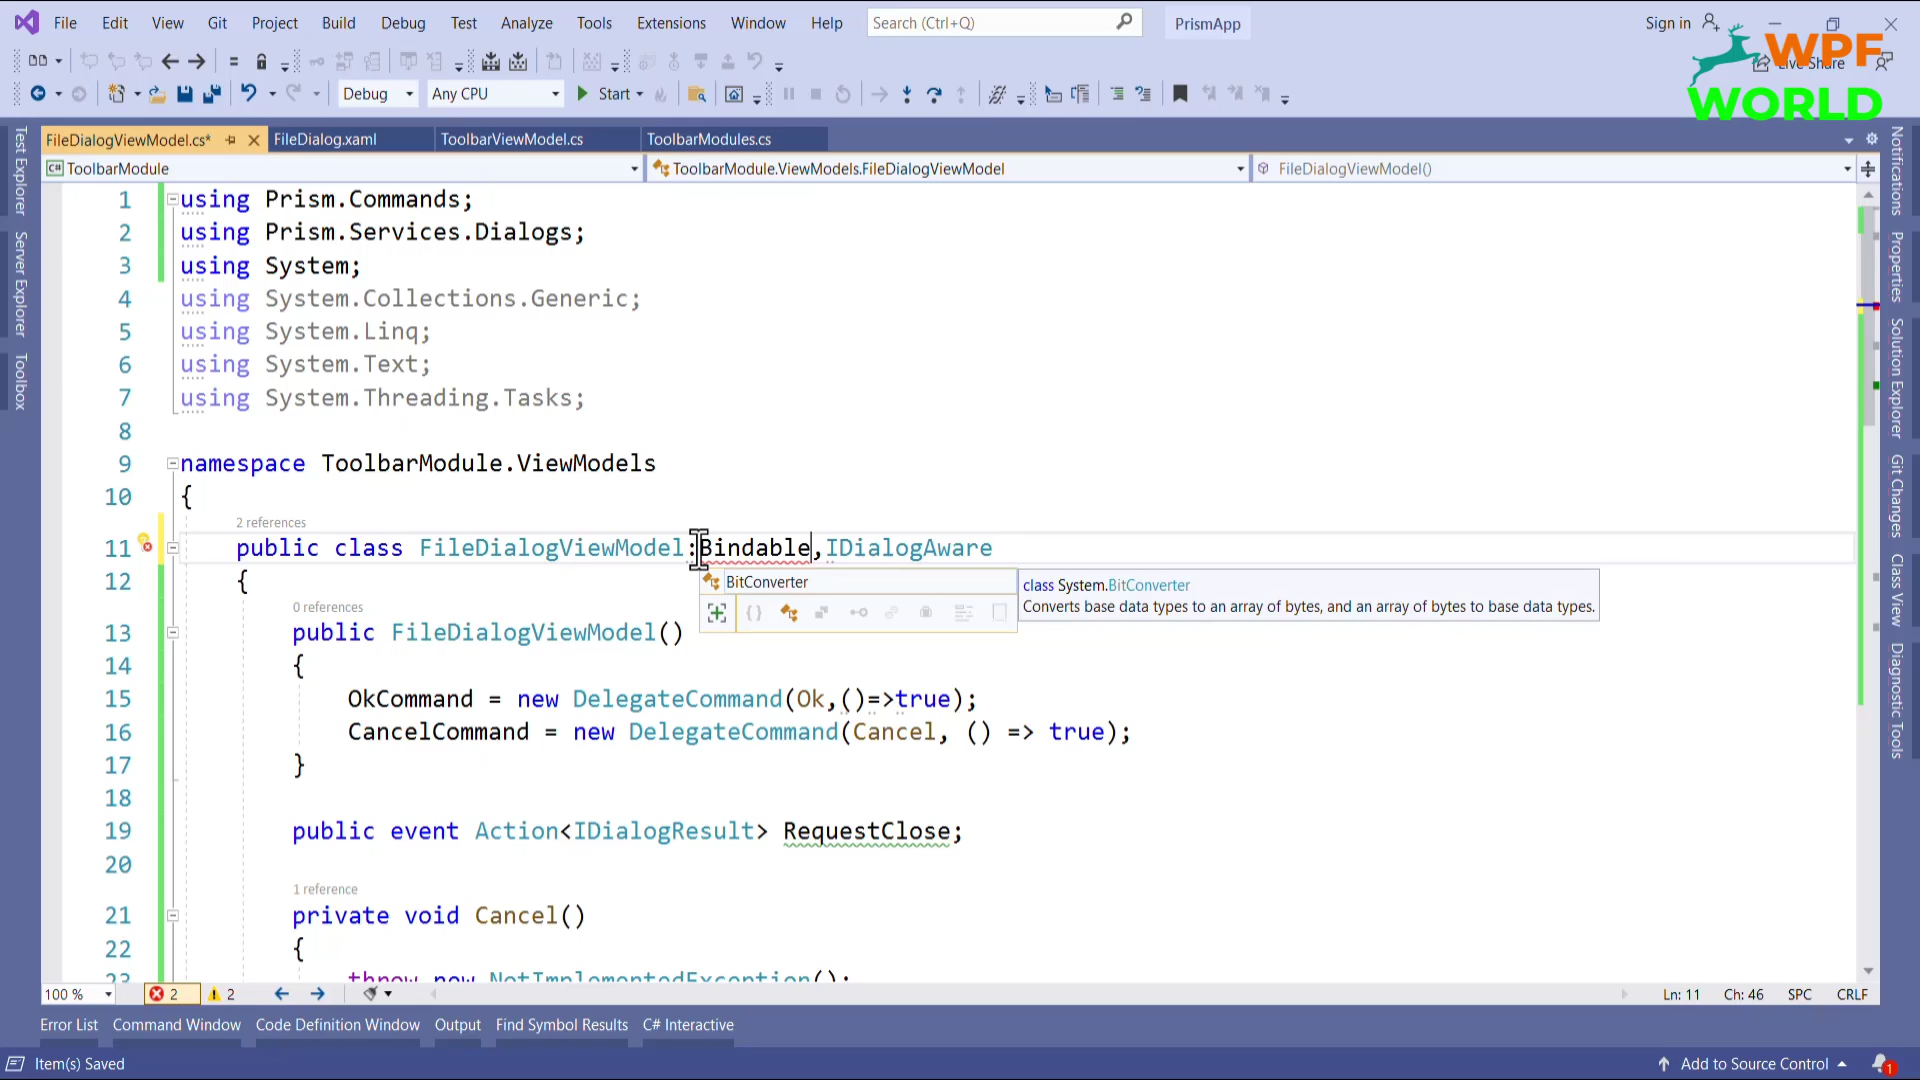 File Edit View Git Project Build Debug Test Analyze Tools Extensions Window Help Search (Ctrl+Q) PrismApp Sign in
WPF
Live Share
WORLD
Debug Any CPU Start
FileDialogViewModel.cs* FileDialog.xaml ToolbarViewModel.cs ToolbarModules.cs
C# ToolbarModule ToolbarModule.ViewModels.FileDialogViewModel FileDialogViewModel()
Test Explorer
Server Explorer
Toolbox
1 using Prism.Commands;
2 using Prism.Services.Dialogs;
3 using System;
4 using System.Collections.Generic;
5 using System.Linq;
6 using System.Text;
7 using System.Threading.Tasks;
8
9 namespace ToolbarModule.ViewModels
10 {
2 references
11 public class FileDialogViewModel:Bindable,IDialogAware
12 {
BitConverter
class System.BitConverter
Converts base data types to an array of bytes, and an array of bytes to base data types.
0 references
13 public FileDialogViewModel()
14 {
15 OkCommand = new DelegateCommand(Ok,()=>true);
16 CancelCommand = new DelegateCommand(Cancel, () => true);
17 }
18
19 public event Action<IDialogResult> RequestClose;
20
1 reference
21 private void Cancel()
22 {
23 throw new NotImplementedException();
Notifications
Properties
Solution Explorer
Git Changes
Class View
Diagnostic Tools
100 % 2 2 Ln: 11 Ch: 46 SPC CRLF
Error List Command Window Code Definition Window Output Find Symbol Results C# Interactive
Item(s) Saved Add to Source Control 1